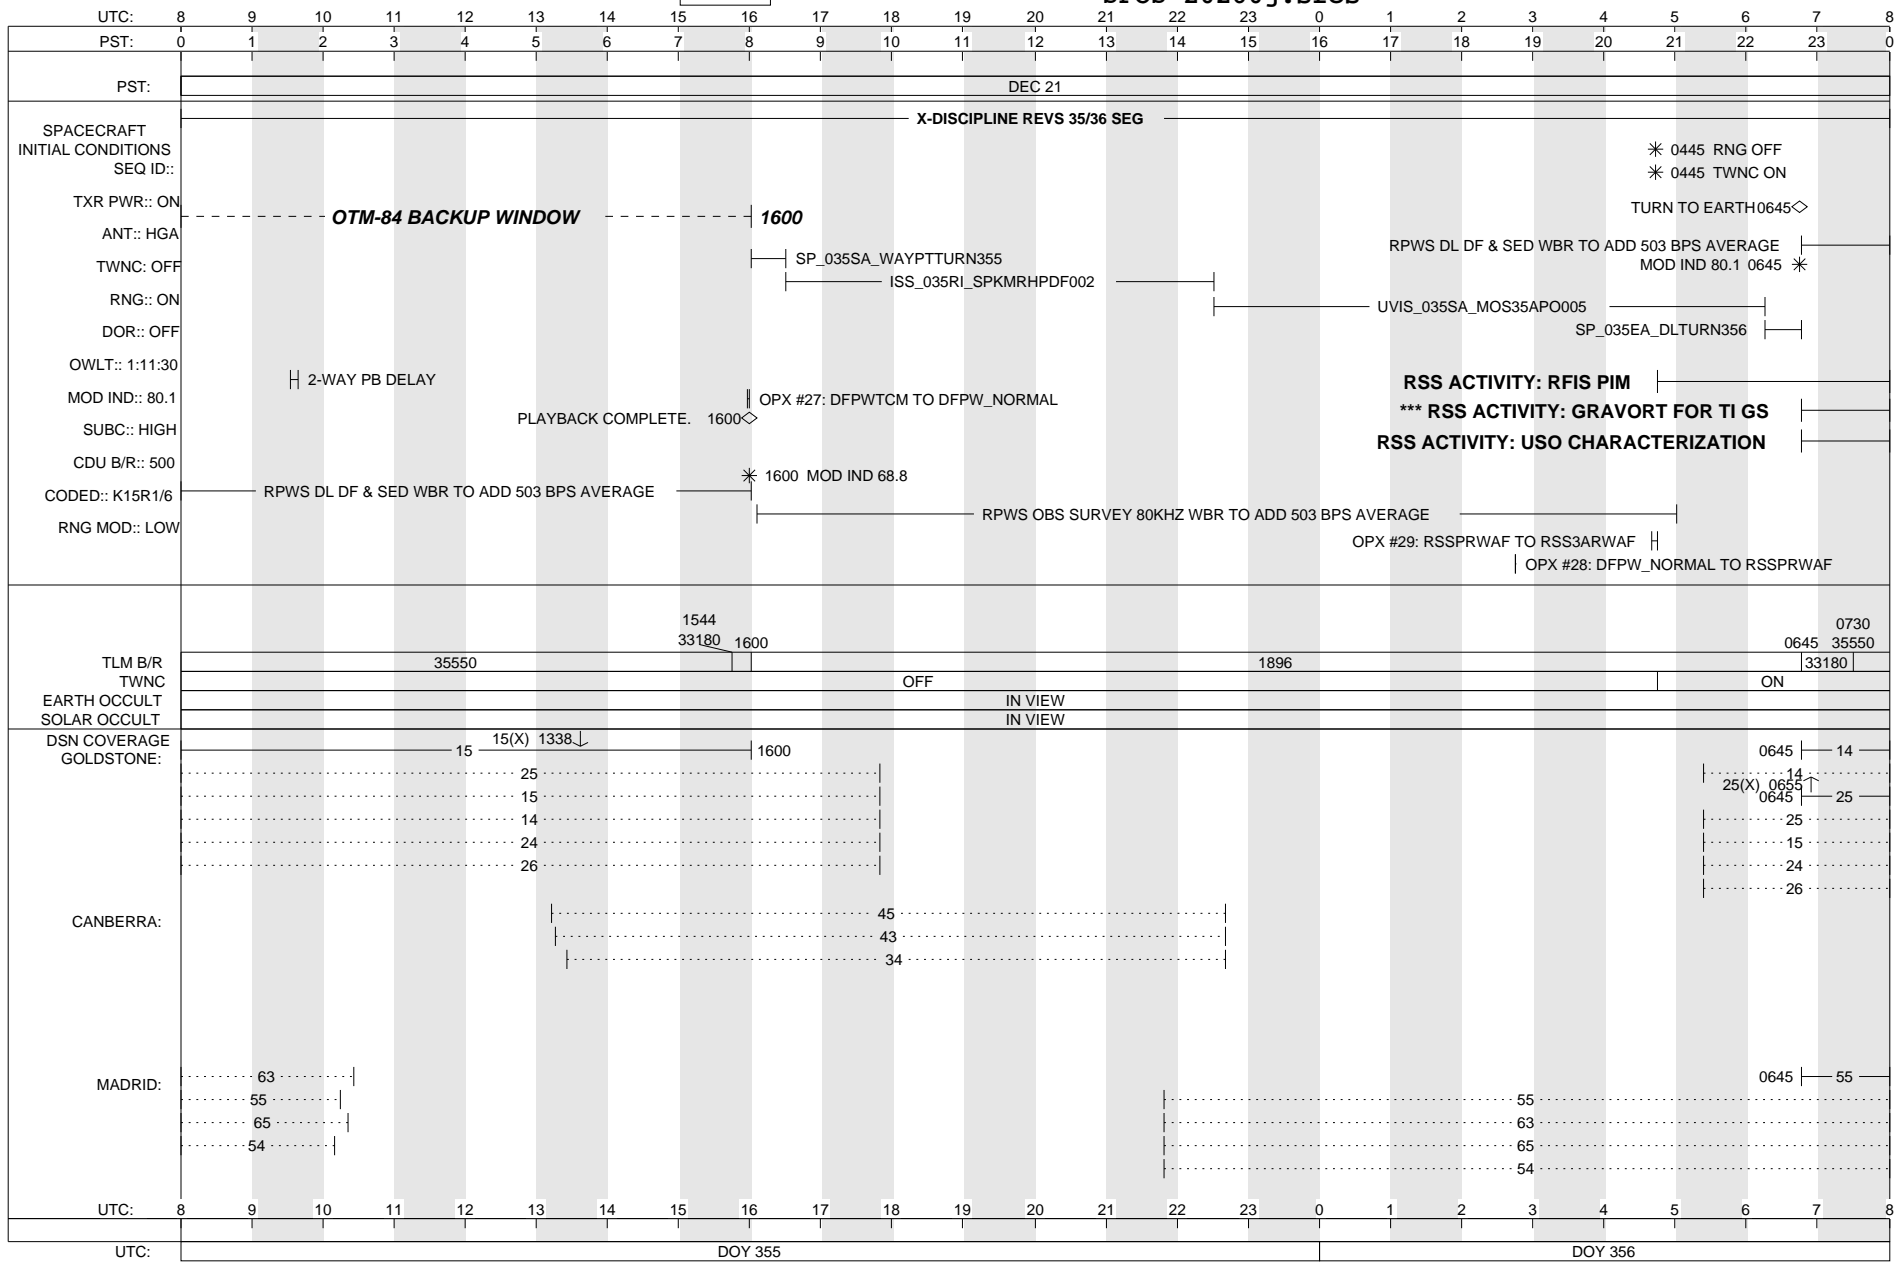 UTC: 8 9 10 11 12 13 14 15 16 17 18 19 20 21 22 23 0 1 2 3 4 5 6 7 8
PST: 0 1 2 3 4 5 6 7 8 9 10 11 12 13 14 15 16 17 18 19 20 21 22 23 0
PST: DEC 21
X-DISCIPLINE REVS 35/36 SEG
SPACECRAFT
INITIAL CONDITIONS
SEQ ID::
0445 RNG OFF
0445 TWNC ON
TXR PWR:: ON
OTM-84 BACKUP WINDOW 1600
TURN TO EARTH 0645
ANT:: HGA
RPWS DL DF & SED WBR TO ADD 503 BPS AVERAGE
SP_035SA_WAYPTTURN355
TWNC: OFF
MOD IND 80.1 0645
ISS_035RI_SPKMRHPDF002
RNG:: ON
UVIS_035SA_MOS35APO005
DOR:: OFF
SP_035EA_DLTURN356
OWLT:: 1:11:30
2-WAY PB DELAY
RSS ACTIVITY: RFIS PIM
MOD IND:: 80.1
OPX #27: DFPWTCM TO DFPW_NORMAL
*** RSS ACTIVITY: GRAVORT FOR TI GS
PLAYBACK COMPLETE. 1600
SUBC:: HIGH
RSS ACTIVITY: USO CHARACTERIZATION
CDU B/R:: 500
1600 MOD IND 68.8
CODED:: K15R1/6
RPWS DL DF & SED WBR TO ADD 503 BPS AVERAGE
RPWS OBS SURVEY 80KHZ WBR TO ADD 503 BPS AVERAGE
RNG MOD:: LOW
OPX #29: RSSPRWAF TO RSS3ARWAF
OPX #28: DFPW_NORMAL TO RSSPRWAF
1544 0730
33180 1600 0645 35550
TLM B/R 35550 1896 33180
TWNC OFF ON
EARTH OCCULT IN VIEW
SOLAR OCCULT IN VIEW
DSN COVERAGE
GOLDSTONE:
15(X) 1338
15 1600 0645 14
25 14
25(X) 0655
15 0645 25
14 25
24 15
26 24
26
CANBERRA:
45
43
34
MADRID:
63 0645 55
55 55
65 63
54 65
54
UTC: 8 9 10 11 12 13 14 15 16 17 18 19 20 21 22 23 0 1 2 3 4 5 6 7 8
UTC: DOY 355 DOY 356